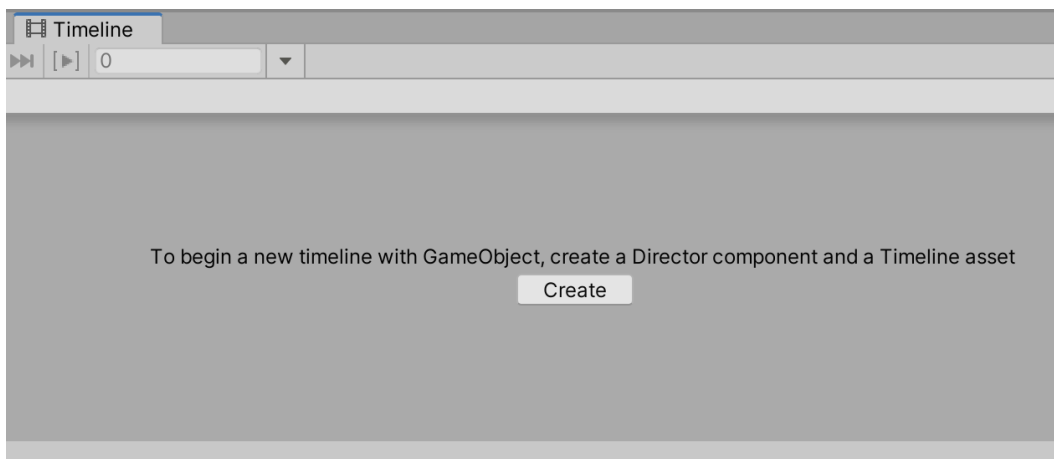 Timeline
0
To begin a new timeline with GameObject, create a Director component and a Timeline asset
Create